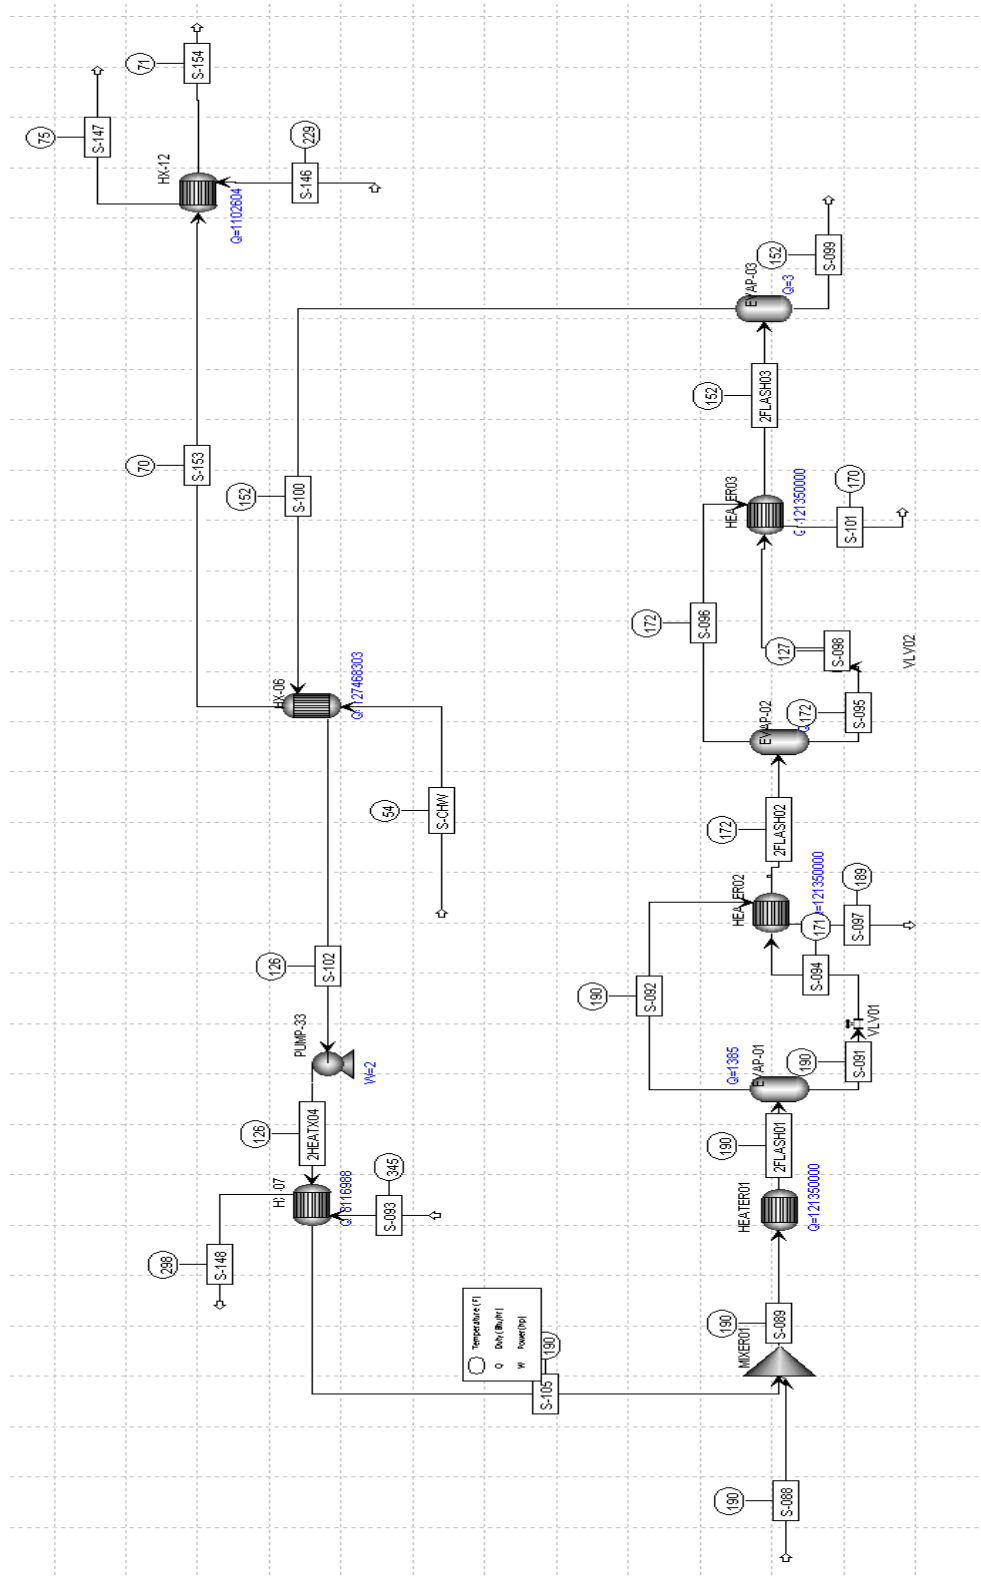 S-088
190
MIXER01
S-089
190
HEATER01
Q=121350000
2FLASH01
190
EVAP-01
Q=1385
S-091
190
VLV01
S-092
190
S-094
171
HEATER02
S-097
189
2FLASH02
172
EVAP-02
S-095
172
VLV02
S-098
127
S-096
172
HEATER03
S-101
170
2FLASH03
152
EVAP-03
Q=3
S-099
152
S-105
190
Temperature (F)
Q Duty (Btu/hr)
W Power(hp)
S-148
298
S-093
345
2HEATX04
126
PUMP-33
W=2
S-102
126
S-CHW
54
HX-06
Q=127468303
S-100
152
S-153
70
HX-12
Q=1102604
S-146
229
S-147
75
S-154
71